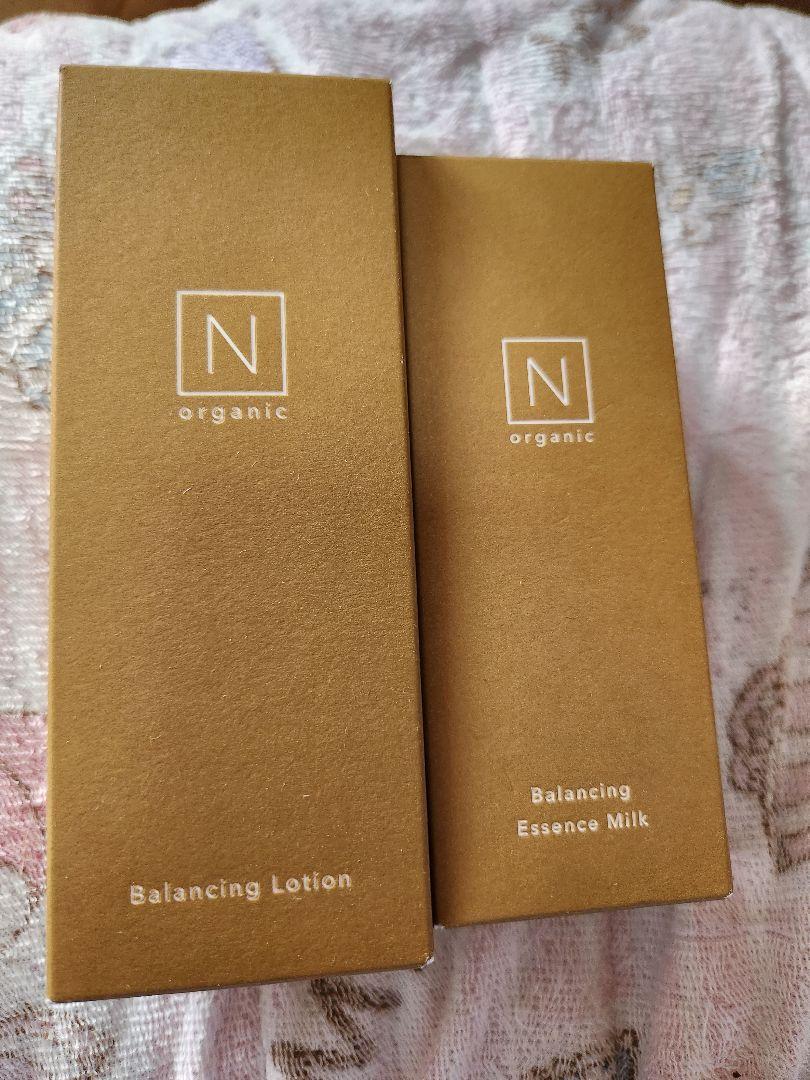 N
organic
Balancing Lotion
N
organic
Balancing
Essence Milk